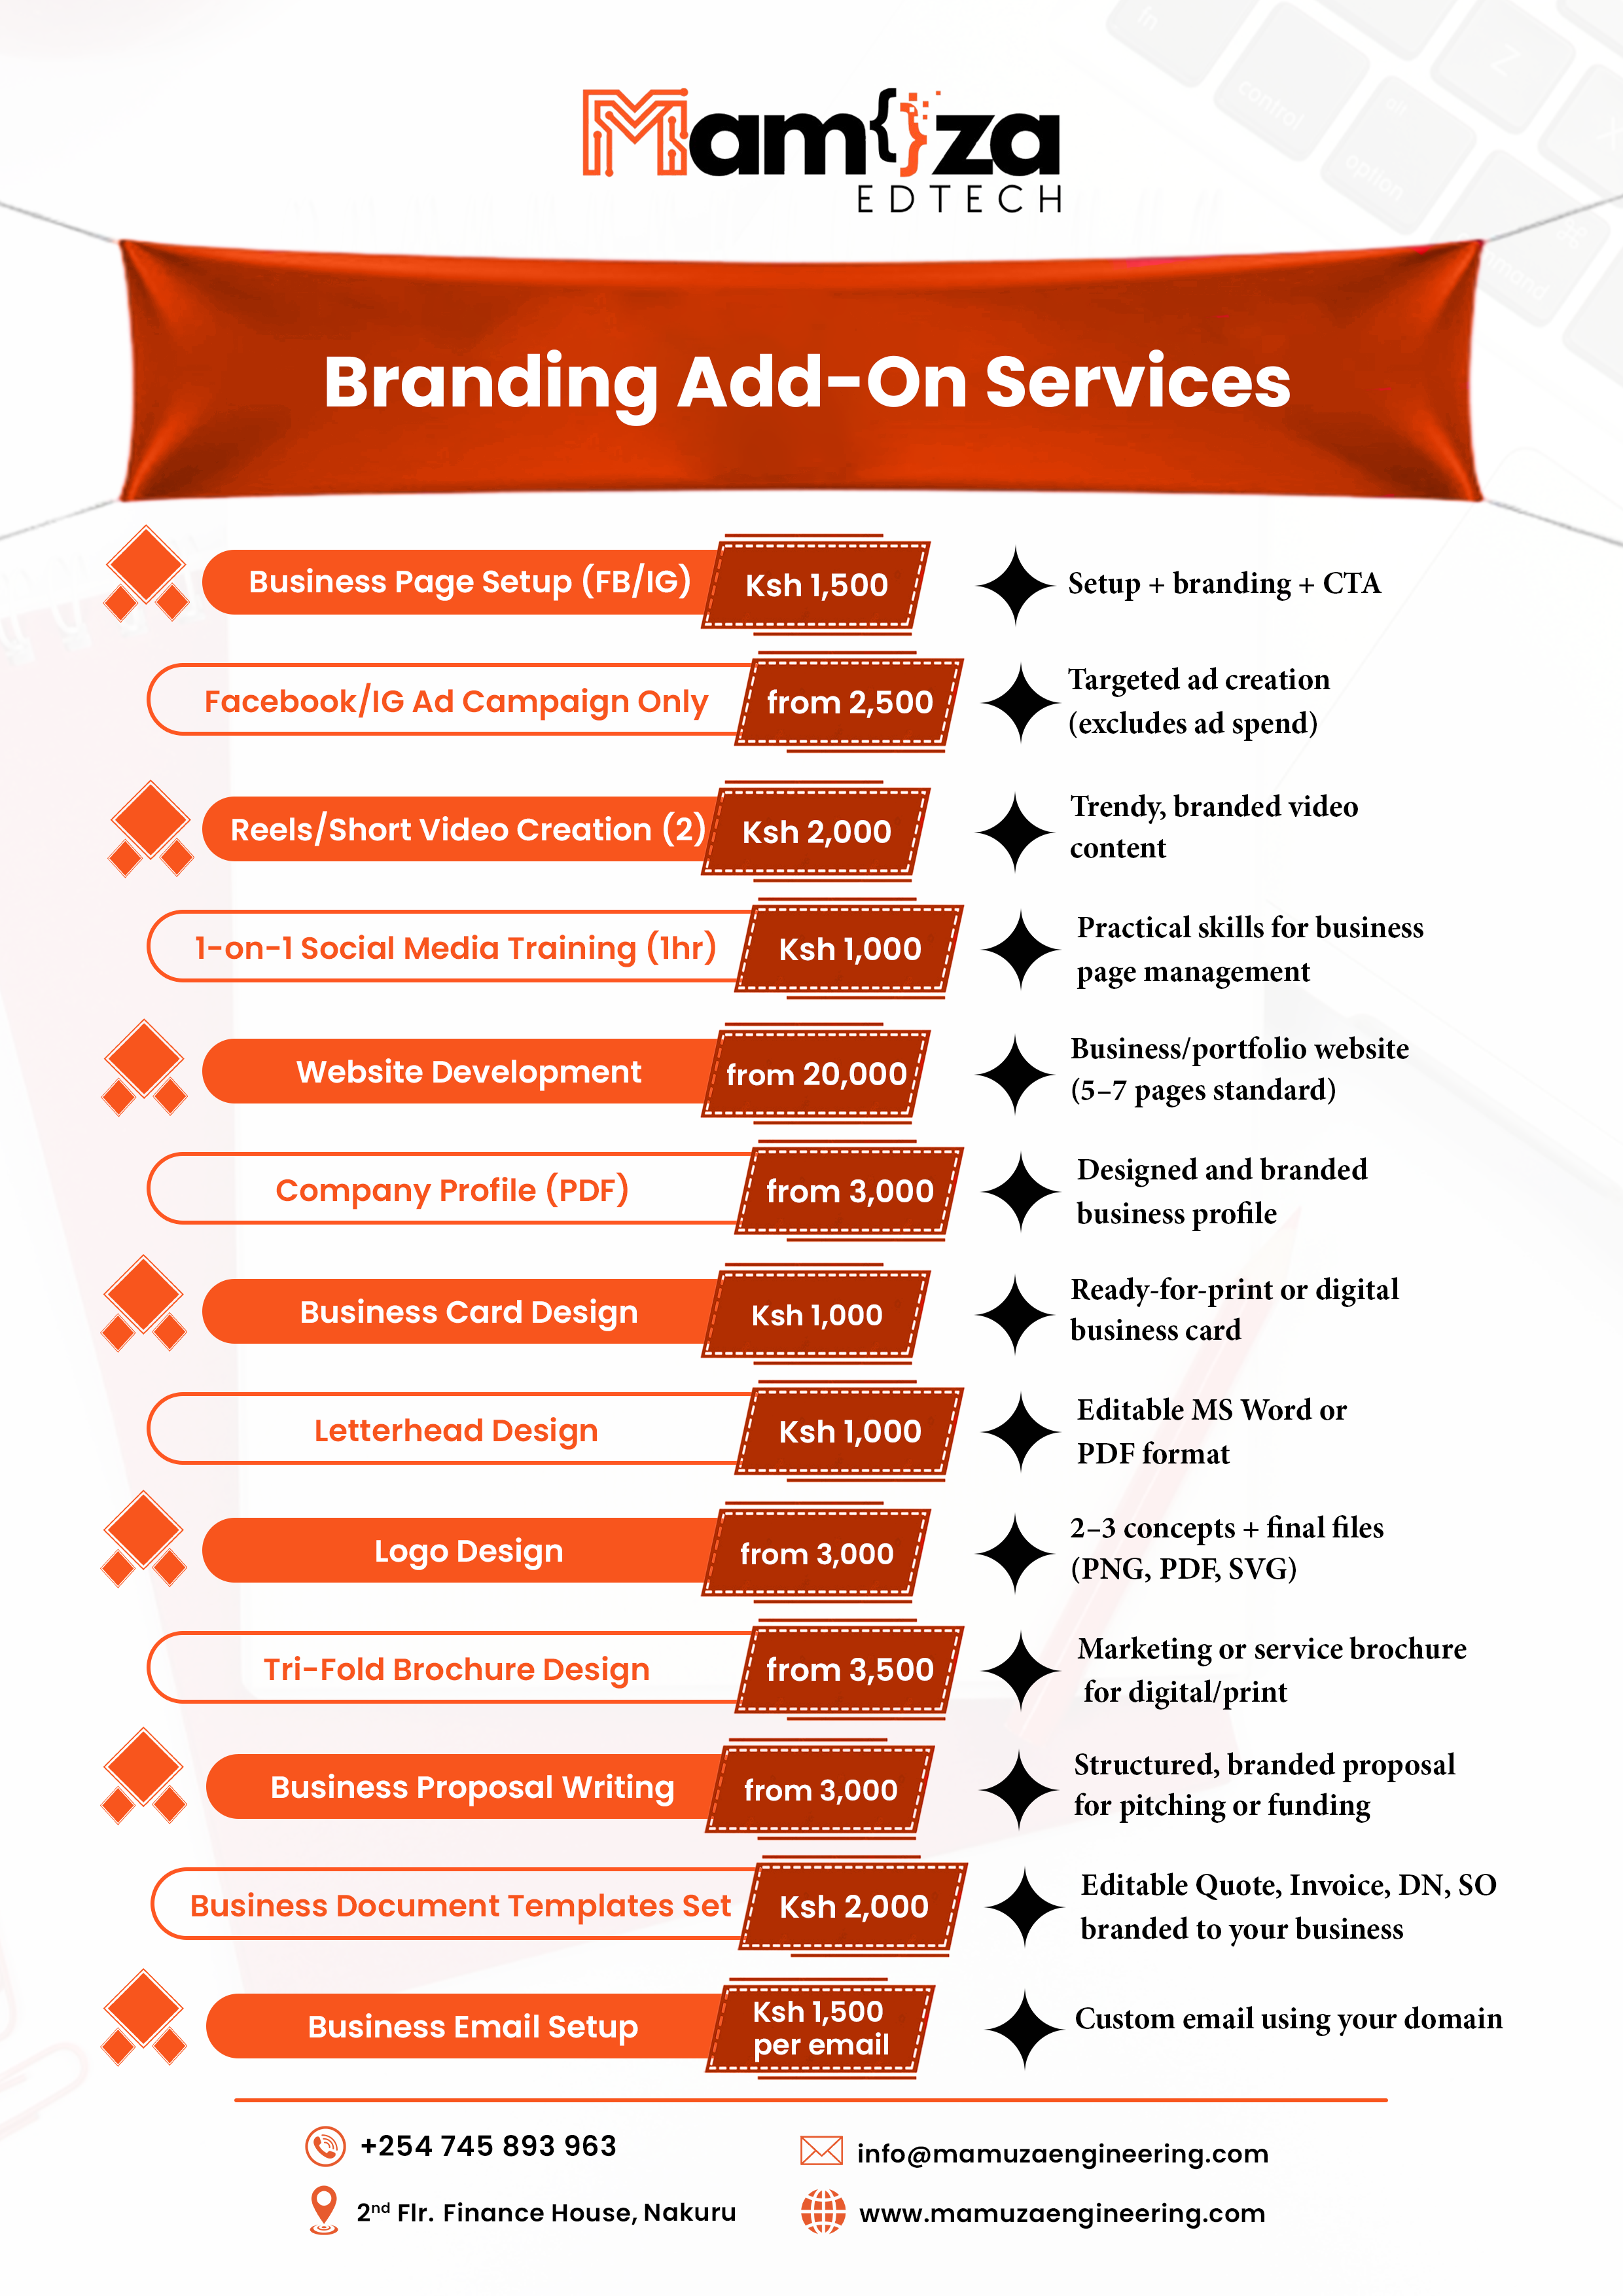 Mam{}za
EDTECH
Branding Add-On Services
Business Page Setup (FB/IG)
Ksh 1,500
Setup + branding + CTA
Facebook/IG Ad Campaign Only
from 2,500
Targeted ad creation
(excludes ad spend)
Reels/Short Video Creation (2)
Ksh 2,000
Trendy, branded video
content
1-on-1 Social Media Training (1hr)
Ksh 1,000
Practical skills for business
page management
Website Development
from 20,000
Business/portfolio website
(5–7 pages standard)
Company Profile (PDF)
from 3,000
Designed and branded
business profile
Business Card Design
Ksh 1,000
Ready-for-print or digital
business card
Letterhead Design
Ksh 1,000
Editable MS Word or
PDF format
Logo Design
from 3,000
2–3 concepts + final files
(PNG, PDF, SVG)
Tri-Fold Brochure Design
from 3,500
Marketing or service brochure
for digital/print
Business Proposal Writing
from 3,000
Structured, branded proposal
for pitching or funding
Business Document Templates Set
Ksh 2,000
Editable Quote, Invoice, DN, SO
branded to your business
Business Email Setup
Ksh 1,500
per email
Custom email using your domain
+254 745 893 963
info@mamuzaengineering.com
2nd Flr. Finance House, Nakuru
www.mamuzaengineering.com